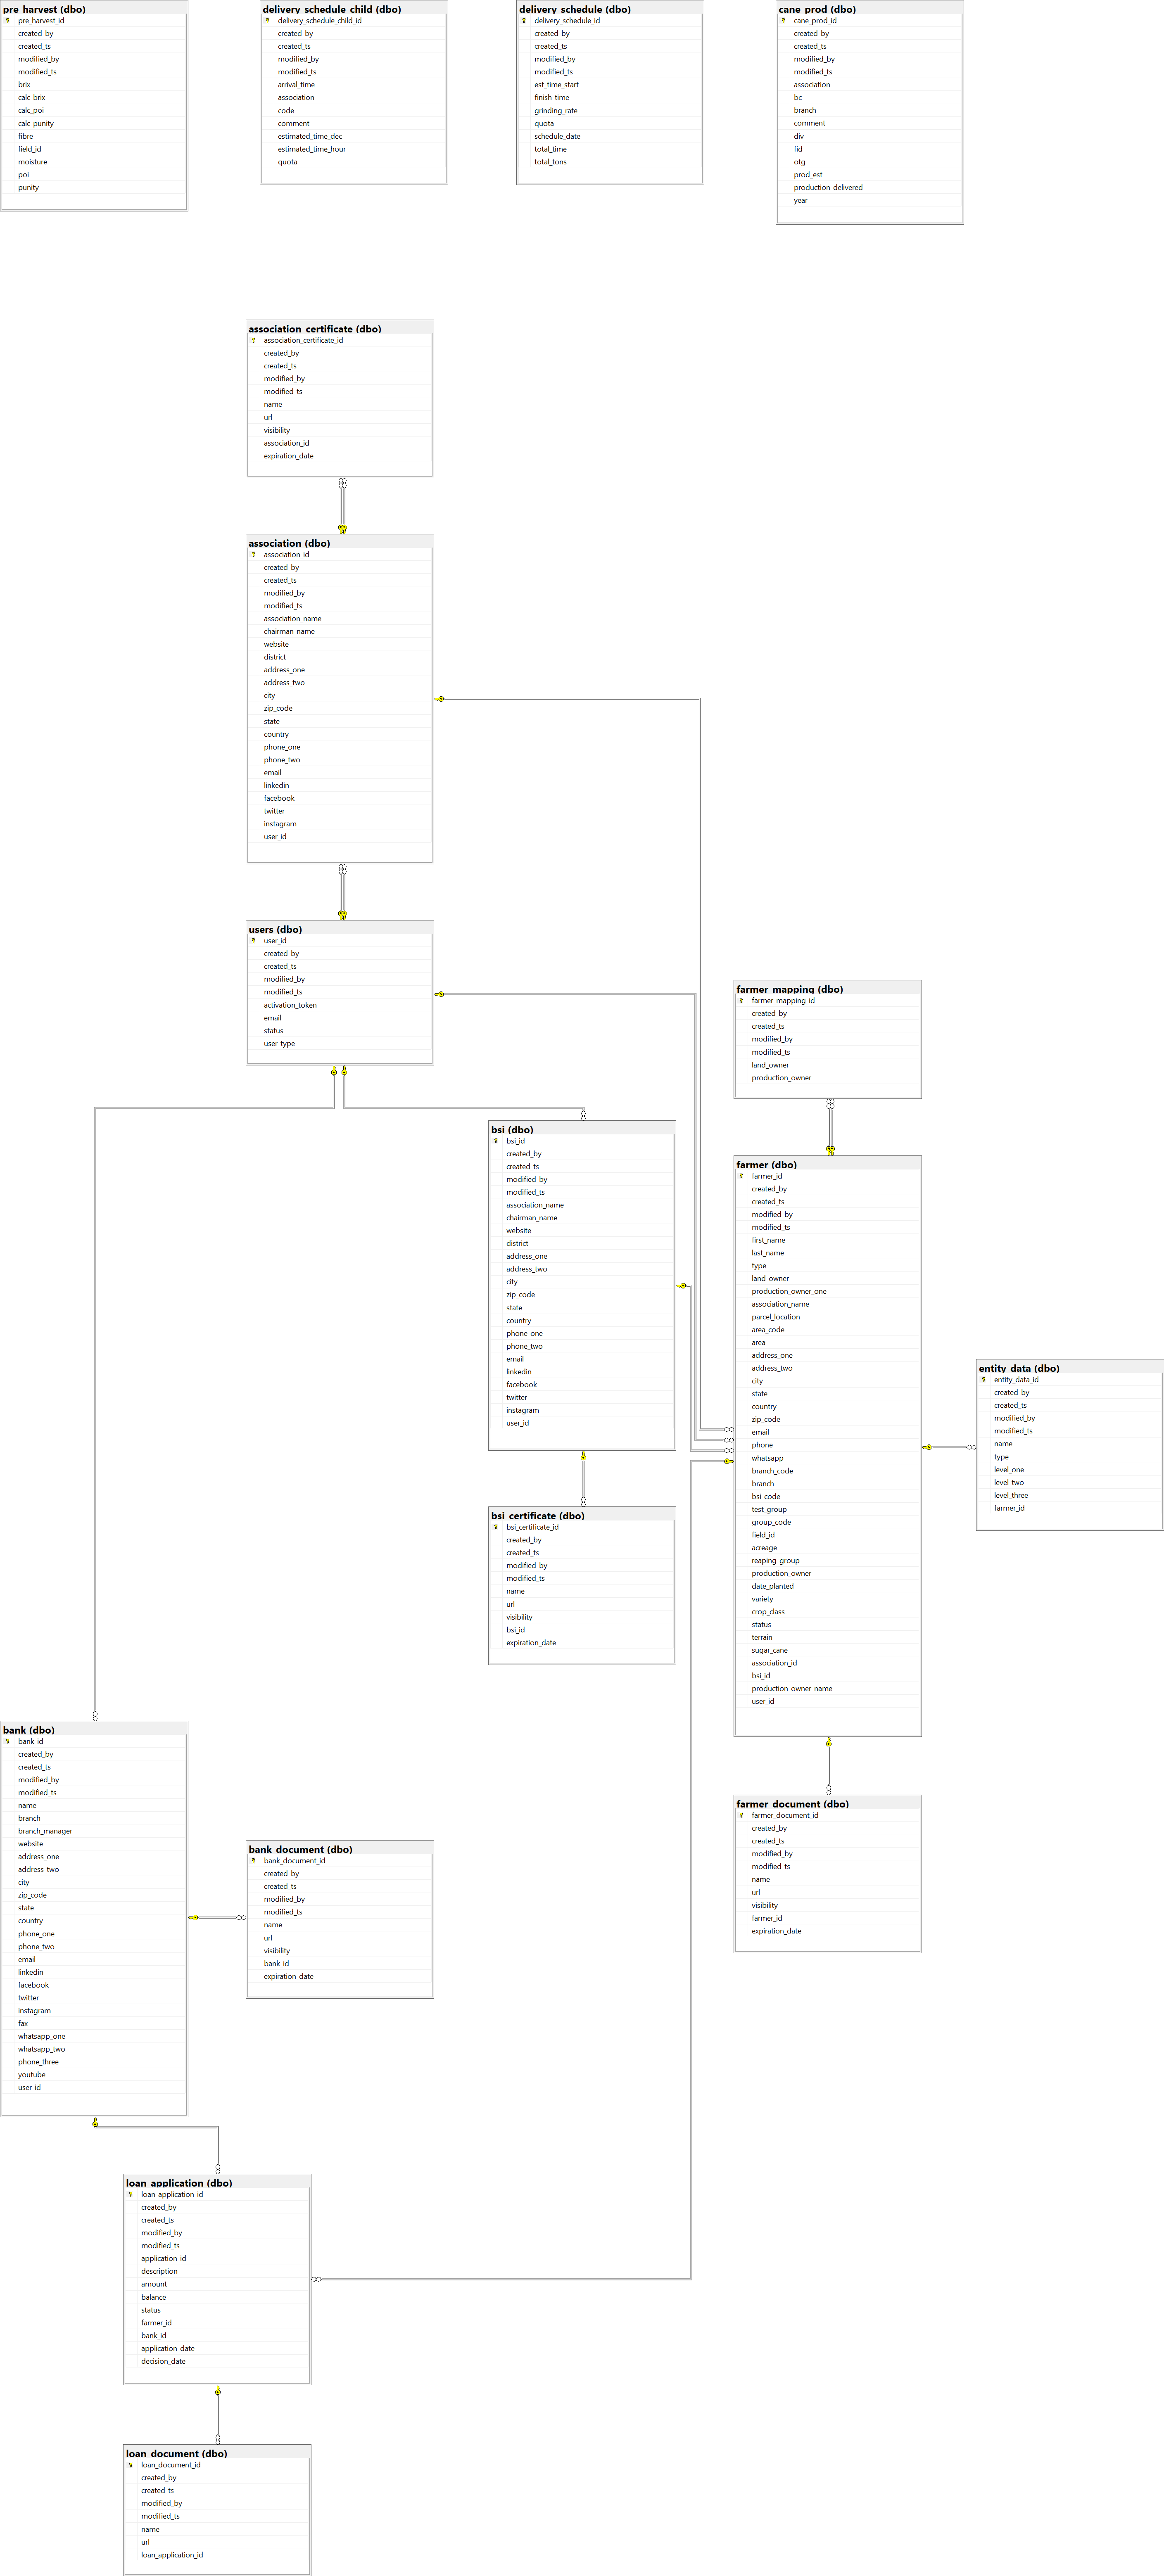 pre_harvest (dbo)
pre_harvest_id
created_by
created_ts
modified_by
modified_ts
brix
calc_brix
calc_poi
calc_punity
fibre
field_id
moisture
poi
punity
delivery_schedule_child (dbo)
delivery_schedule_child_id
created_by
created_ts
modified_by
modified_ts
arrival_time
association
code
comment
estimated_time_dec
estimated_time_hour
quota
delivery_schedule (dbo)
delivery_schedule_id
created_by
created_ts
modified_by
modified_ts
est_time_start
finish_time
grinding_rate
quota
schedule_date
total_time
total_tons
cane_prod (dbo)
cane_prod_id
created_by
created_ts
modified_by
modified_ts
association
bc
branch
comment
div
fid
otg
prod_est
production_delivered
year
association_certificate (dbo)
association_certificate_id
created_by
created_ts
modified_by
modified_ts
name
url
visibility
association_id
expiration_date
association (dbo)
association_id
created_by
created_ts
modified_by
modified_ts
association_name
chairman_name
website
district
address_one
address_two
city
zip_code
state
country
phone_one
phone_two
email
linkedin
facebook
twitter
instagram
user_id
users (dbo)
user_id
created_by
created_ts
modified_by
modified_ts
activation_token
email
status
user_type
farmer_mapping (dbo)
farmer_mapping_id
created_by
created_ts
modified_by
modified_ts
land_owner
production_owner
bsi (dbo)
bsi_id
created_by
created_ts
modified_by
modified_ts
association_name
chairman_name
website
district
address_one
address_two
city
zip_code
state
country
phone_one
phone_two
email
linkedin
facebook
twitter
instagram
user_id
farmer (dbo)
farmer_id
created_by
created_ts
modified_by
modified_ts
first_name
last_name
type
land_owner
production_owner_one
association_name
parcel_location
area_code
area
address_one
address_two
city
state
country
zip_code
email
phone
whatsapp
branch_code
branch
bsi_code
test_group
group_code
field_id
acreage
reaping_group
production_owner
date_planted
variety
crop_class
status
terrain
sugar_cane
association_id
bsi_id
production_owner_name
user_id
entity_data (dbo)
entity_data_id
created_by
created_ts
modified_by
modified_ts
name
type
level_one
level_two
level_three
farmer_id
bsi_certificate (dbo)
bsi_certificate_id
created_by
created_ts
modified_by
modified_ts
name
url
visibility
bsi_id
expiration_date
bank (dbo)
bank_id
created_by
created_ts
modified_by
modified_ts
name
branch
branch_manager
website
address_one
address_two
city
zip_code
state
country
phone_one
phone_two
email
linkedin
facebook
twitter
instagram
fax
whatsapp_one
whatsapp_two
phone_three
youtube
user_id
bank_document (dbo)
bank_document_id
created_by
created_ts
modified_by
modified_ts
name
url
visibility
bank_id
expiration_date
farmer_document (dbo)
farmer_document_id
created_by
created_ts
modified_by
modified_ts
name
url
visibility
farmer_id
expiration_date
loan_application (dbo)
loan_application_id
created_by
created_ts
modified_by
modified_ts
application_id
description
amount
balance
status
farmer_id
bank_id
application_date
decision_date
loan_document (dbo)
loan_document_id
created_by
created_ts
modified_by
modified_ts
name
url
loan_application_id